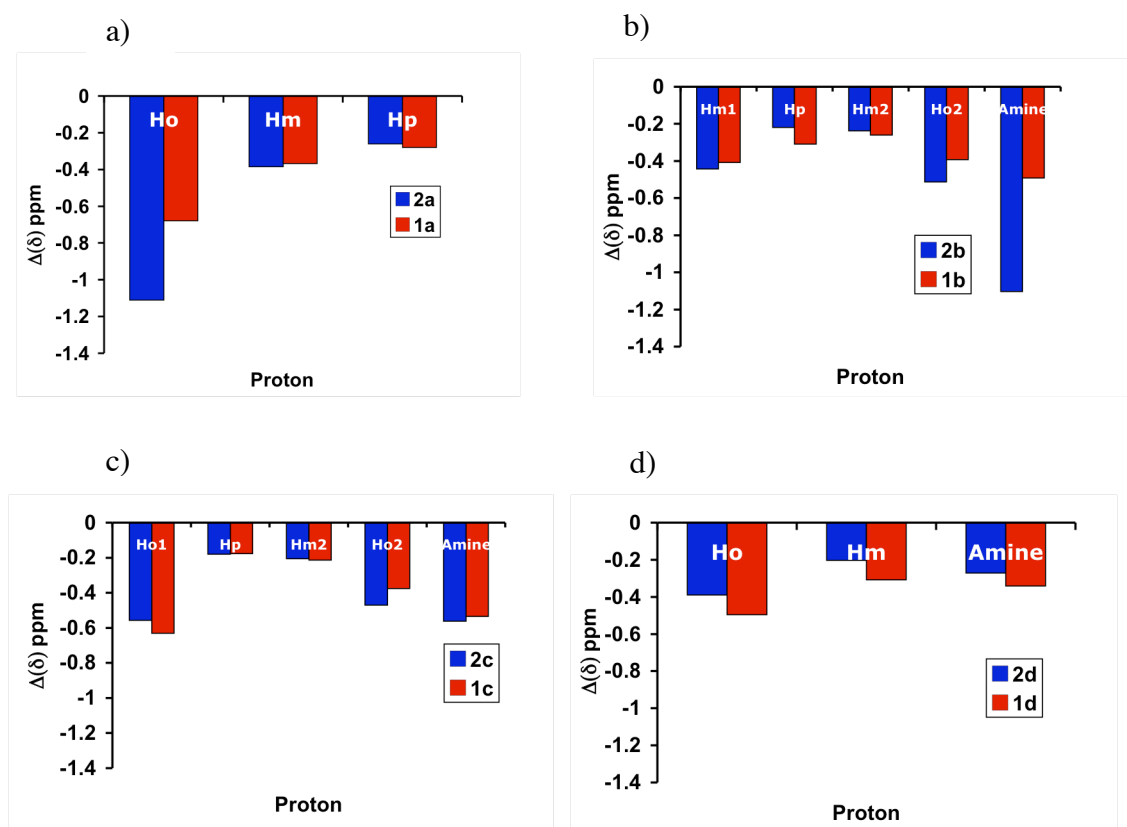 a)
0
-0.2
-0.4
-0.6
-0.8
-1
-1.2
-1.4
Δ(δ) ppm
Ho Hm Hp
2a
1a
Proton
b)
0
-0.2
-0.4
-0.6
-0.8
-1
-1.2
-1.4
Δ(δ) ppm
Hm1 Hp Hm2 Ho2 Amine
2b
1b
Proton
c)
0
-0.2
-0.4
-0.6
-0.8
-1
-1.2
-1.4
Δ(δ) ppm
Ho1 Hp Hm2 Ho2 Amine
2c
1c
Proton
d)
0
-0.2
-0.4
-0.6
-0.8
-1
-1.2
-1.4
Δ(δ) ppm
Ho Hm Amine
2d
1d
Proton